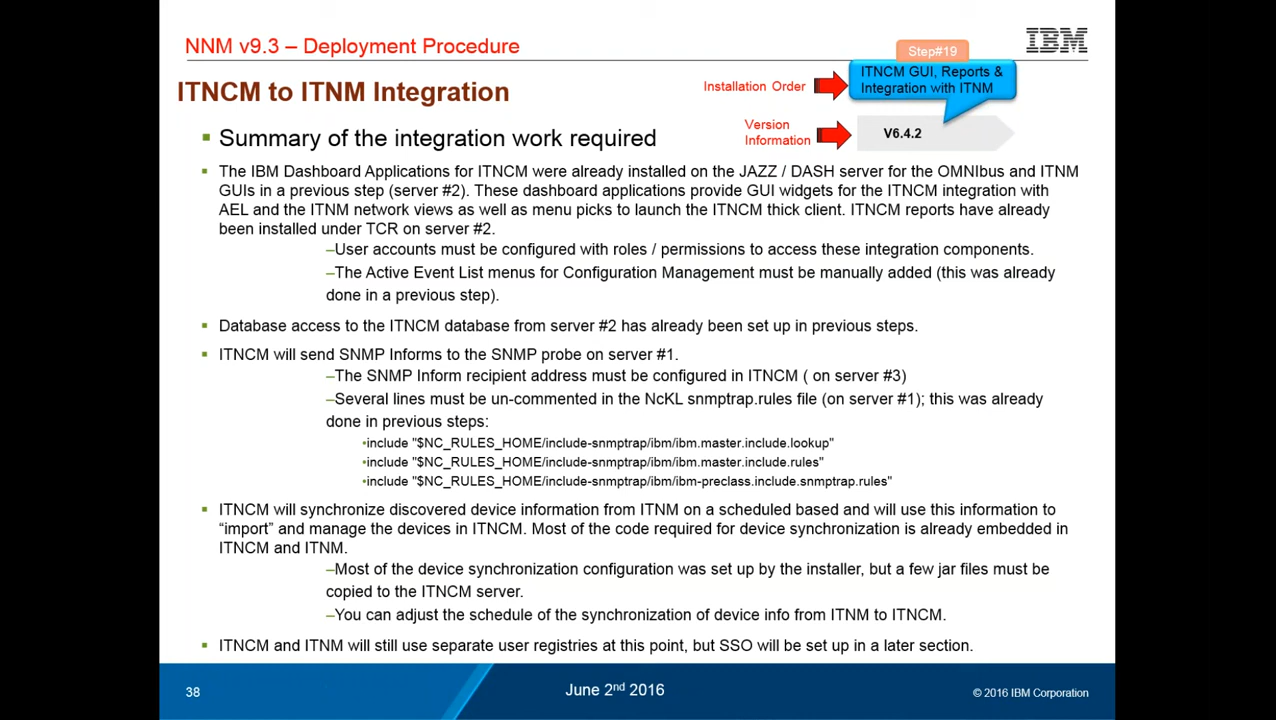 NNM v9.3 – Deployment Procedure
IBM
Step#19
ITNCM to ITNM Integration
Installation Order
ITNCM GUI, Reports &
Integration with ITNM
Version
Information
V6.4.2
▪ Summary of the integration work required
▪ The IBM Dashboard Applications for ITNCM were already installed on the JAZZ / DASH server for the OMNIbus and ITNM
GUIs in a previous step (server #2). These dashboard applications provide GUI widgets for the ITNCM integration with
AEL and the ITNM network views as well as menu picks to launch the ITNCM thick client. ITNCM reports have already
been installed under TCR on server #2.
–User accounts must be configured with roles / permissions to access these integration components.
–The Active Event List menus for Configuration Management must be manually added (this was already
done in a previous step).
▪ Database access to the ITNCM database from server #2 has already been set up in previous steps.
▪ ITNCM will send SNMP Informs to the SNMP probe on server #1.
–The SNMP Inform recipient address must be configured in ITNCM ( on server #3)
–Several lines must be un-commented in the NcKL snmptrap.rules file (on server #1); this was already
done in previous steps:
•include "$NC_RULES_HOME/include-snmptrap/ibm/ibm.master.include.lookup"
•include "$NC_RULES_HOME/include-snmptrap/ibm/ibm.master.include.rules"
•include "$NC_RULES_HOME/include-snmptrap/ibm/ibm-preclass.include.snmptrap.rules"
▪ ITNCM will synchronize discovered device information from ITNM on a scheduled based and will use this information to
“import” and manage the devices in ITNCM. Most of the code required for device synchronization is already embedded in
ITNCM and ITNM.
–Most of the device synchronization configuration was set up by the installer, but a few jar files must be
copied to the ITNCM server.
–You can adjust the schedule of the synchronization of device info from ITNM to ITNCM.
▪ ITNCM and ITNM will still use separate user registries at this point, but SSO will be set up in a later section.
38
June 2nd 2016
© 2016 IBM Corporation